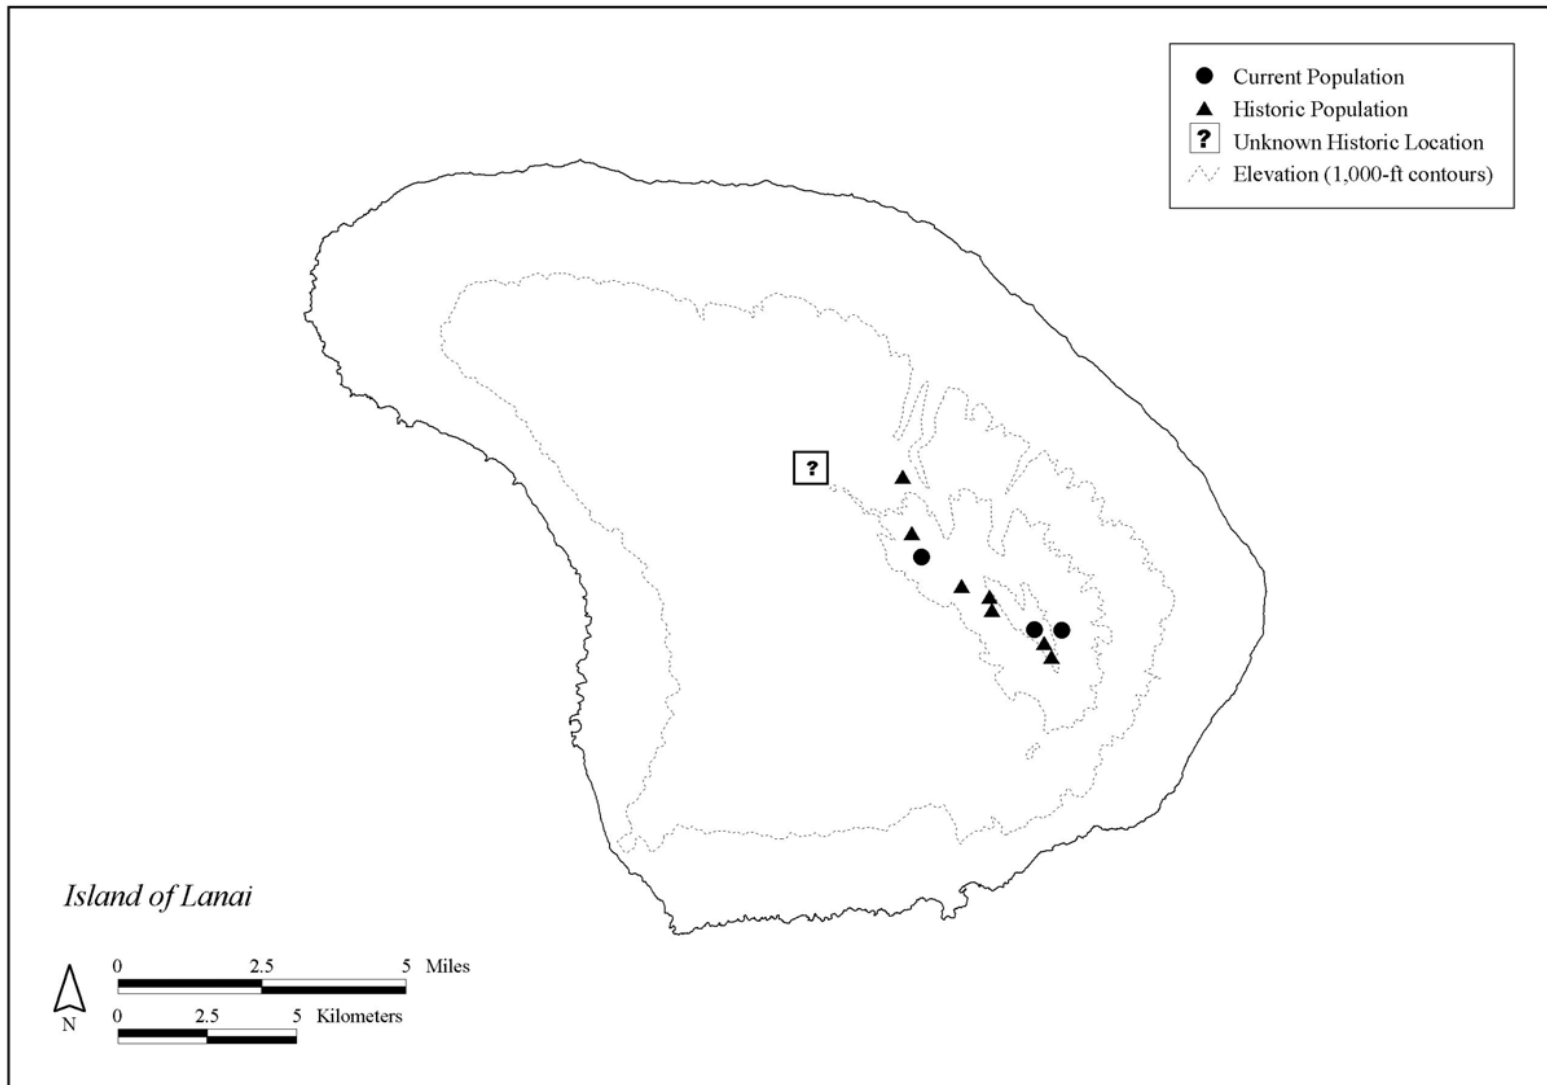 Current Population
Historic Population
? Unknown Historic Location
Elevation (1,000-ft contours)
?
Island of Lanai
0 2.5 5 Miles
0 2.5 5 Kilometers
N